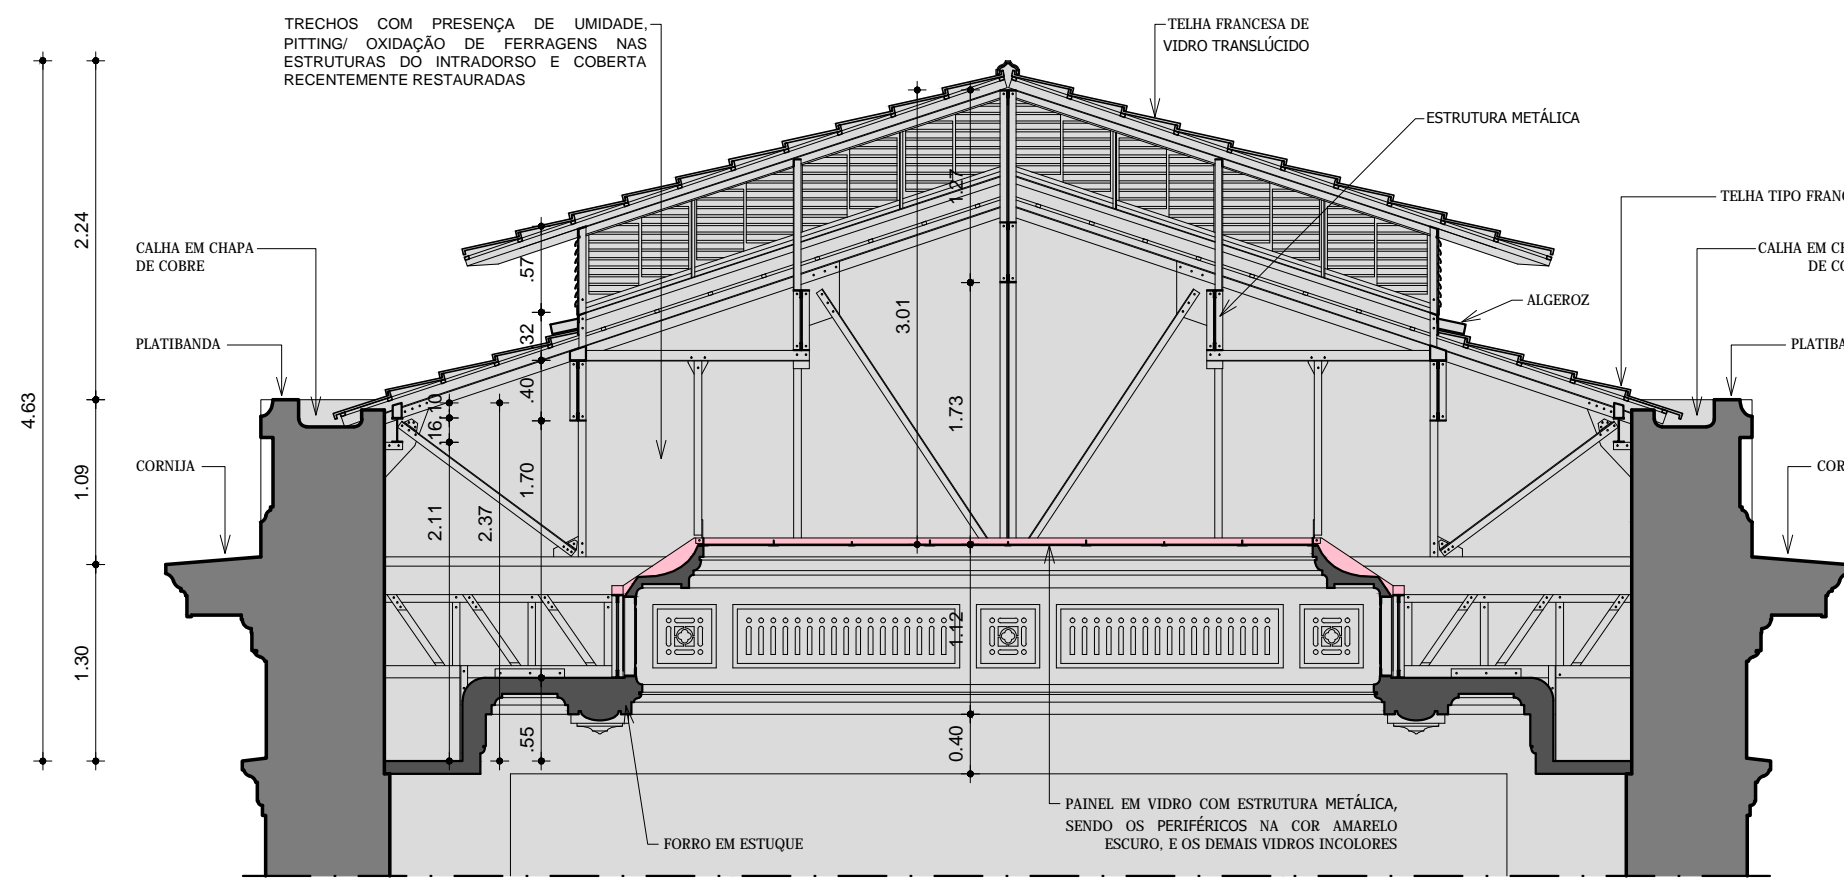 TRECHOS COM PRESENÇA DE UMIDADE,
PITTING/ OXIDAÇÃO DE FERRAGENS NAS
ESTRUTURAS DO INTRADORSO E COBERTA
RECENTEMENTE RESTAURADAS
TELHA FRANCESA DE
VIDRO TRANSLÚCIDO
ESTRUTURA METÁLICA
TELHA TIPO FRANC
CALHA EM CHAPA
DE COBRE
CALHA EM CH
DE CO
ALGEROZ
PLATIBANDA
PLATIBA
CORNIJA
COR
4.63
2.24
1.09
1.30
.57
.32
.40
.10
.16
1.70
2.11
2.37
.55
3.01
1.27
1.73
1.12
0.40
FORRO EM ESTUQUE
PAINEL EM VIDRO COM ESTRUTURA METÁLICA,
SENDO OS PERIFÉRICOS NA COR AMARELO
ESCURO, E OS DEMAIS VIDROS INCOLORES